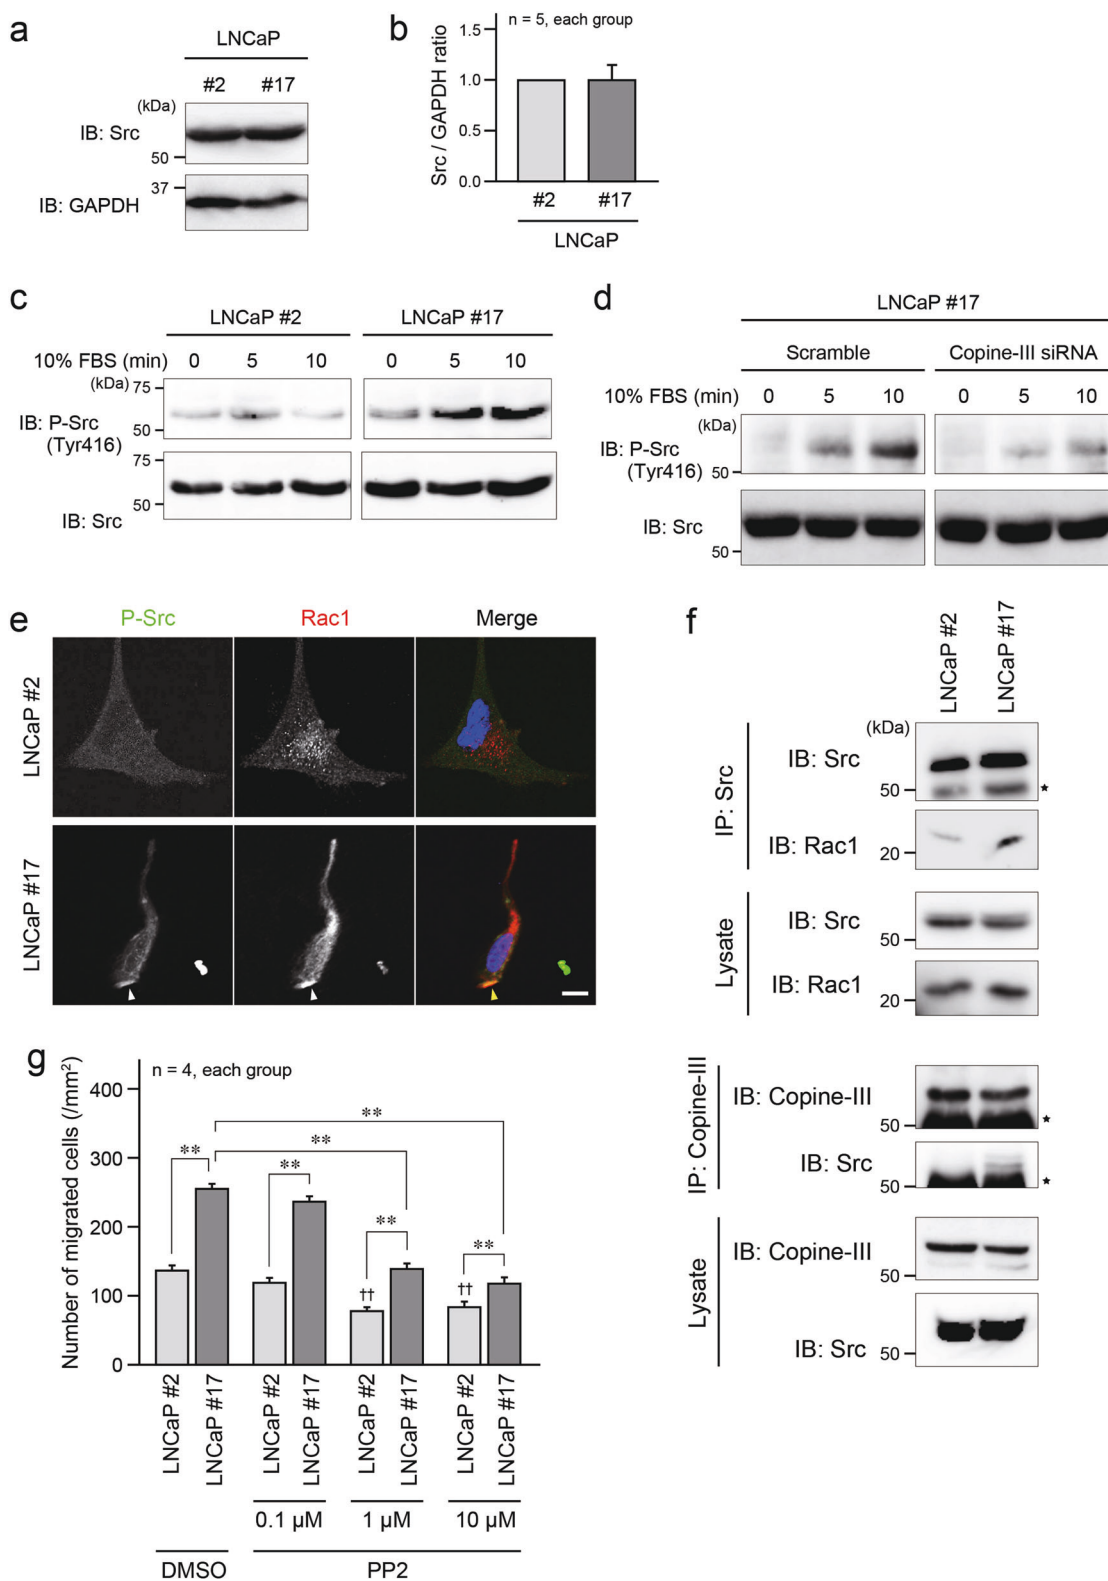 a
LNCaP
#2 #17
(kDa)
IB: Src
50
37
IB: GAPDH
b
n = 5, each group
Src / GAPDH ratio
1.5
1.0
0.5
0.0
#2 #17
LNCaP
c
LNCaP #2 LNCaP #17
10% FBS (min) 0 5 10 0 5 10
(kDa)
75
IB: P-Src
(Tyr416)
50
75
50
IB: Src
d
LNCaP #17
Scramble Copine-III siRNA
10% FBS (min) 0 5 10 0 5 10
(kDa)
IB: P-Src
(Tyr416)
50
IB: Src
50
e
P-Src Rac1 Merge
LNCaP #2
LNCaP #17
f
LNCaP #2
LNCaP #17
(kDa)
IP: Src
IB: Src
50 ★
IB: Rac1
20
Lysate
IB: Src
50
IB: Rac1
20
IP: Copine-III
IB: Copine-III
50 ★
IB: Src
50 ★
Lysate
IB: Copine-III
50
IB: Src
50
g
n = 4, each group
Number of migrated cells (/mm²)
400
300
200
100
0
**
**
**
**
**
**
††
††
LNCaP #2
LNCaP #17
LNCaP #2
LNCaP #17
LNCaP #2
LNCaP #17
LNCaP #2
LNCaP #17
0.1 µM 1 µM 10 µM
DMSO PP2